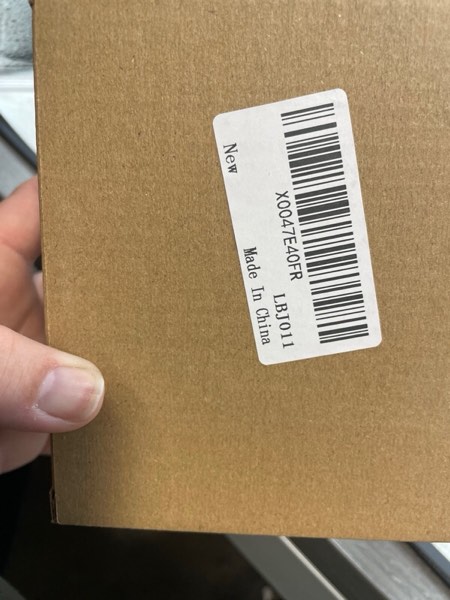 X0047E40FR
LBJ011
New
Made In China